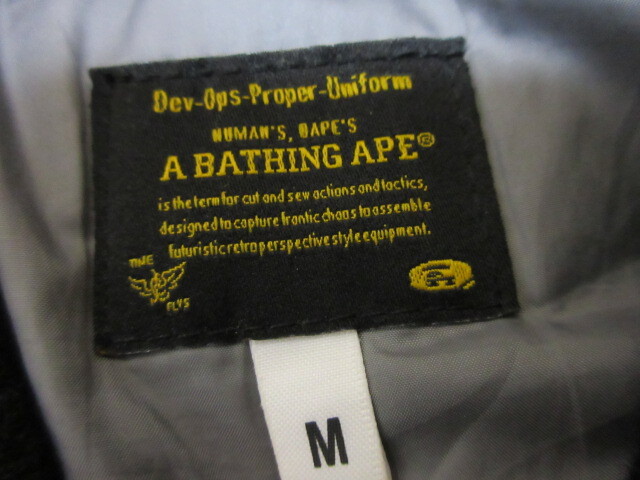 Dev-Ops-Proper-Uniform
NUMAN'S, BAPE'S
A BATHING APE®
is the term for cut and sew actions and tactics,
designed to capture frantic chaos to assemble
futuristic retro perspective style equipment.
TIME
FLYS
M